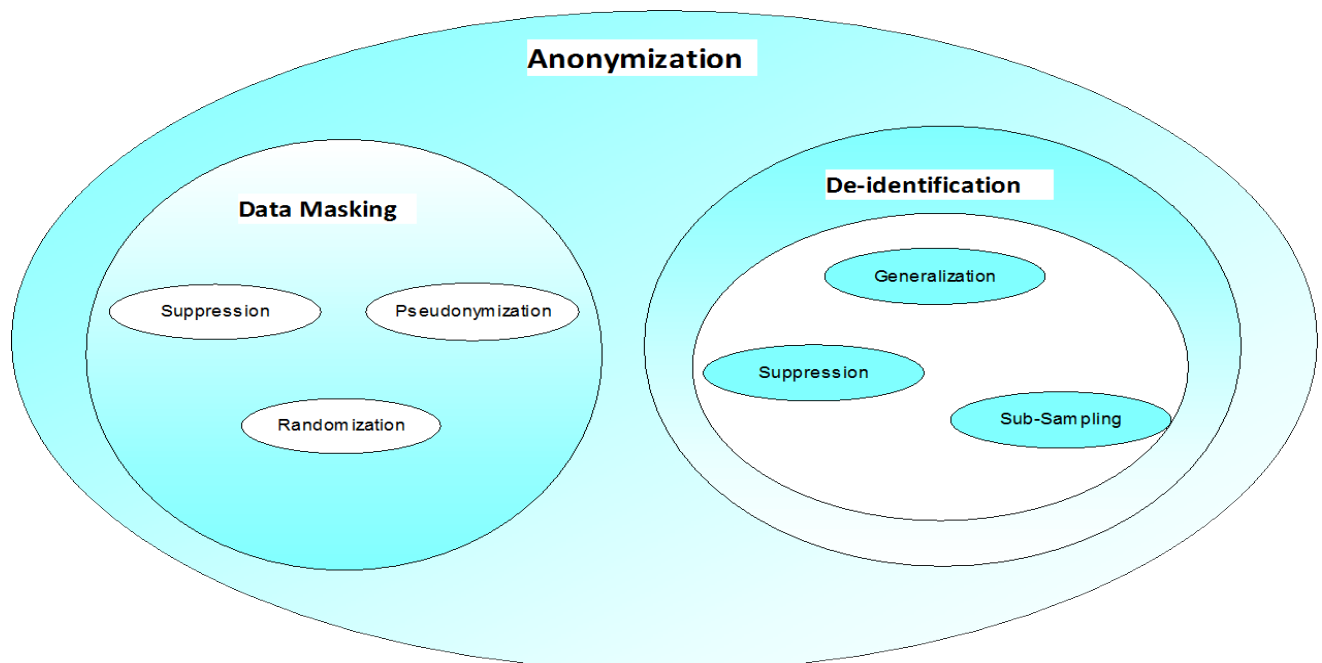 Anonymization
Data Masking
Suppression
Pseudonymization
Randomization
De-identification
Generalization
Suppression
Sub-Sampling